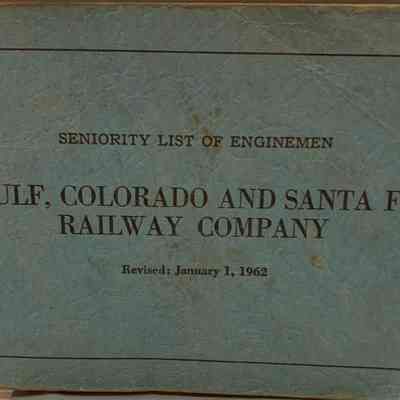 SENIORITY LIST OF ENGINEMEN
ULF, COLORADO AND SANTA F
RAILWAY COMPANY
Revised: January 1, 1962